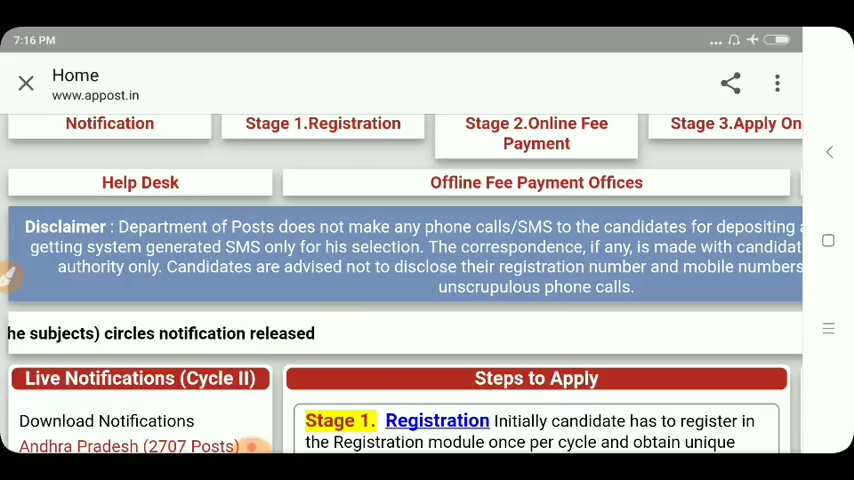 7:16 PM
Home
www.appost.in
Notification
Stage 1.Registration
Stage 2.Online Fee
Payment
Stage 3.Apply On
Help Desk
Offline Fee Payment Offices
Disclaimer : Department of Posts does not make any phone calls/SMS to the candidates for depositing
getting system generated SMS only for his selection. The correspondence, if any, is made with candidat
authority only. Candidates are advised not to disclose their registration number and mobile numbers
unscrupulous phone calls.
he subjects) circles notification released
Live Notifications (Cycle II)
Steps to Apply
Download Notifications
Andhra Pradesh (2707 Posts)
Stage 1. Registration Initially candidate has to register in
the Registration module once per cycle and obtain unique